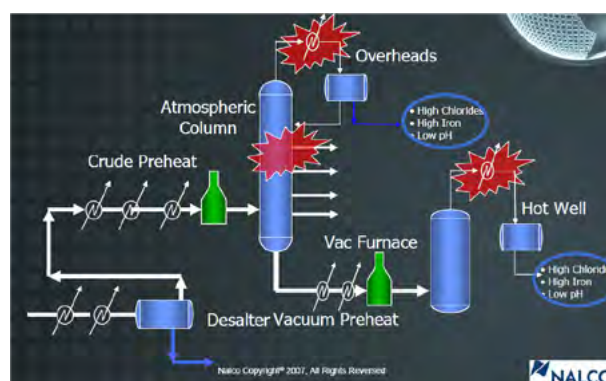 Overheads
Atmospheric
Column
• High Chlorides
• High Iron
• Low pH
Crude Preheat
Hot Well
Vac Furnace
• High Chloride
• High Iron
• Low pH
Desalter
Vacuum Preheat
Nalco Copyright® 2007, All Rights Reserved
NALCO